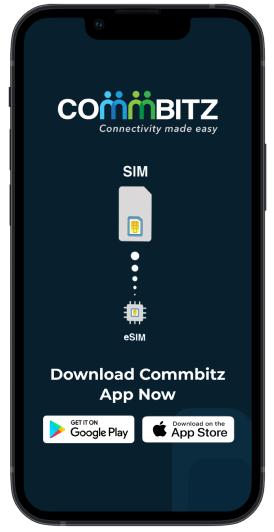 COMMBITZ
Connectivity made easy
SIM
eSIM
Download Commbitz
App Now
GET IT ON
Google Play
Download on the
App Store